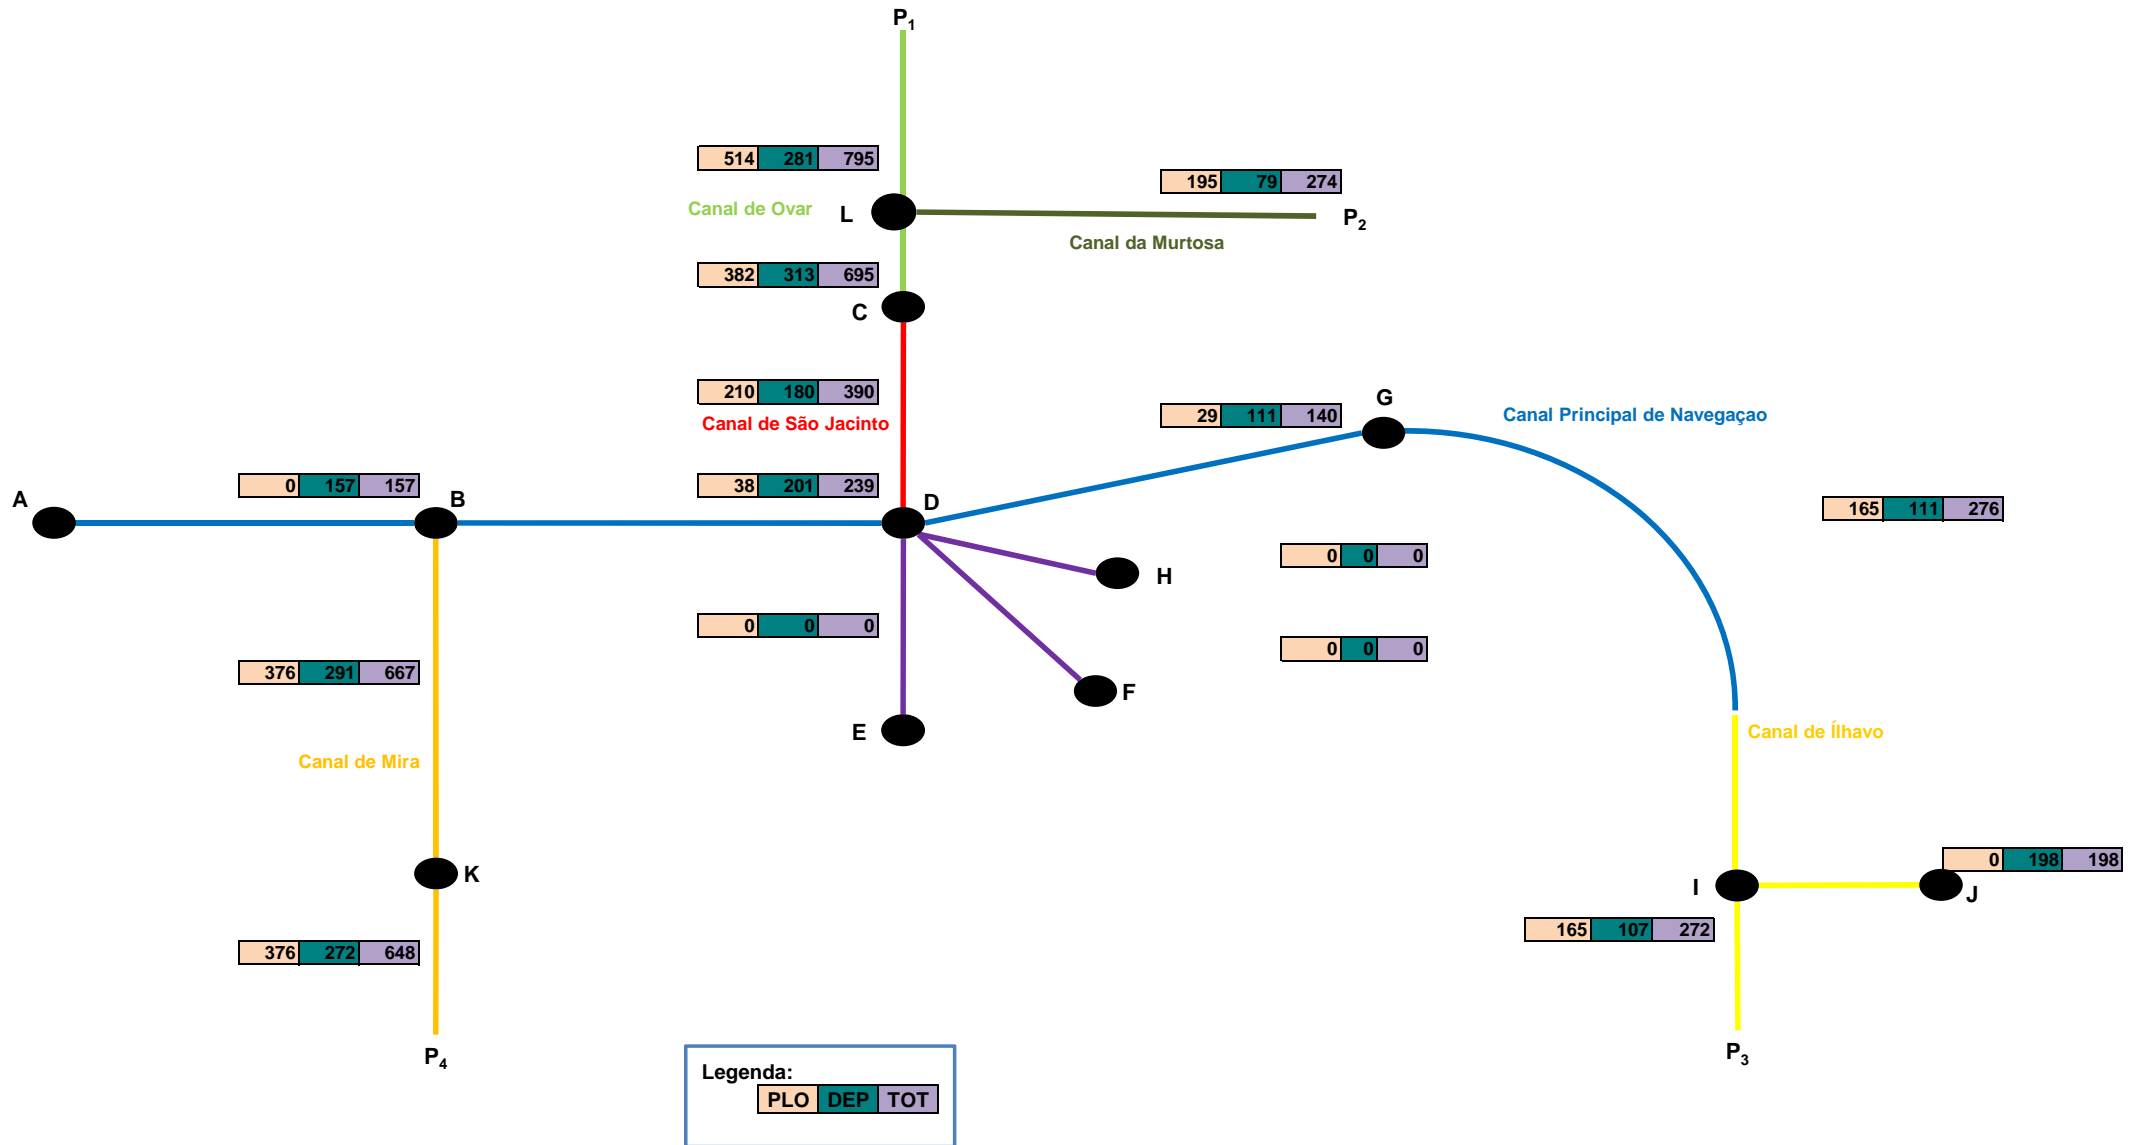 P1
514 281 795
195 79 274
Canal de Ovar
L
P2
Canal da Murtosa
382 313 695
C
210 180 390
Canal de São Jacinto
29 111 140
G
Canal Principal de Navegaçao
A
0 157 157
B
38 201 239
D
165 111 276
H
0 0 0
0 0 0
0 0 0
376 291 667
F
E
Canal de Mira
Canal de Ílhavo
K
I
0 198 198
J
376 272 648
165 107 272
P4
P3
Legenda:
PLO DEP TOT